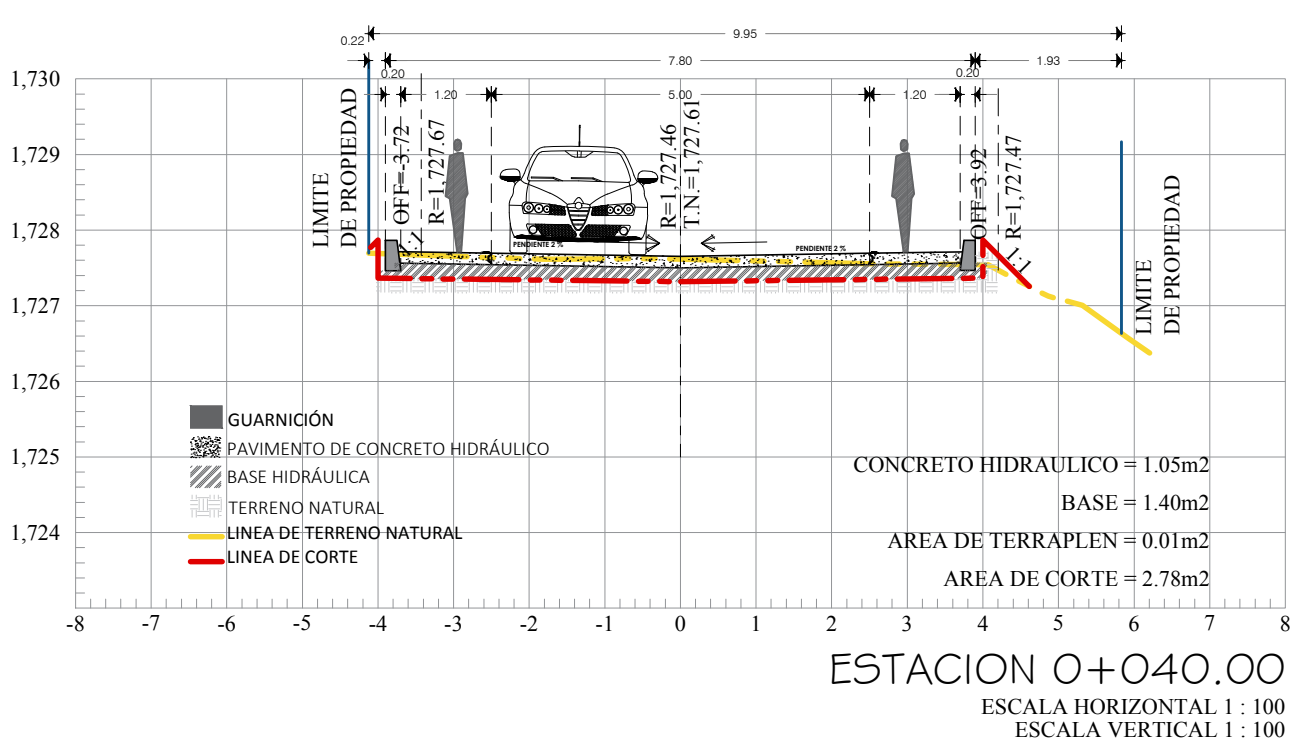 9.95
0.22
7.80
1.93
0.20
0.20
1.20
5.00
1.20
1,730
1,729
1,728
1,727
1,726
1,725
1,724
LIMITE
DE PROPIEDAD
OFF=-3.72
R=1,727.67
R=1,727.46
T.N.=1,727.61
OFF=3.92
R=1,727.47
LIMITE
DE PROPIEDAD
1:1
1:1
PENDIENTE 2 %
PENDIENTE 2 %
GUARNICIÓN
PAVIMENTO DE CONCRETO HIDRÁULICO
BASE HIDRÁULICA
TERRENO NATURAL
LINEA DE TERRENO NATURAL
LINEA DE CORTE
CONCRETO HIDRAULICO = 1.05m2
BASE = 1.40m2
AREA DE TERRAPLEN = 0.01m2
AREA DE CORTE = 2.78m2
-8 -7 -6 -5 -4 -3 -2 -1 0 1 2 3 4 5 6 7 8
ESTACION 0+040.00
ESCALA HORIZONTAL 1 : 100
ESCALA VERTICAL 1 : 100